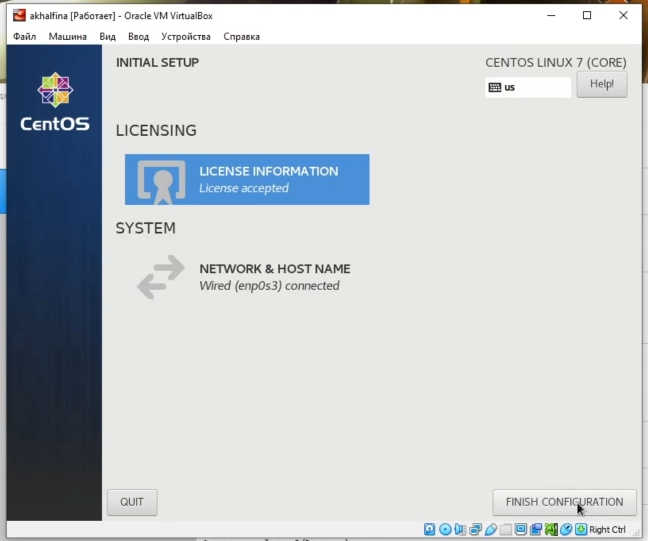 akhalfina [Работает] - Oracle VM VirtualBox
Файл Машина Вид Ввод Устройства Справка
INITIAL SETUP
CENTOS LINUX 7 (CORE)
us
Help!
CentOS
LICENSING
LICENSE INFORMATION
License accepted
SYSTEM
NETWORK & HOST NAME
Wired (enp0s3) connected
QUIT
FINISH CONFIGURATION
Right Ctrl